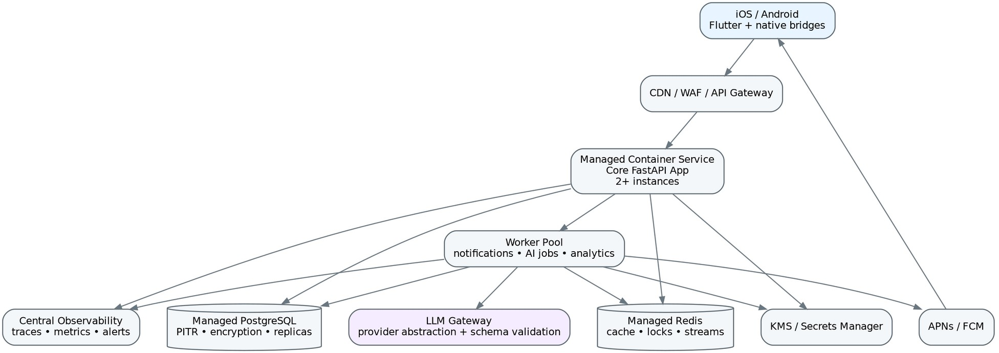 iOS / Android
Flutter + native bridges
CDN / WAF / API Gateway
Managed Container Service
Core FastAPI App
2+ instances
Worker Pool
notifications • AI jobs • analytics
Central Observability
traces • metrics • alerts
Managed PostgreSQL
PITR • encryption • replicas
LLM Gateway
provider abstraction + schema validation
Managed Redis
cache • locks • streams
KMS / Secrets Manager
APNs / FCM